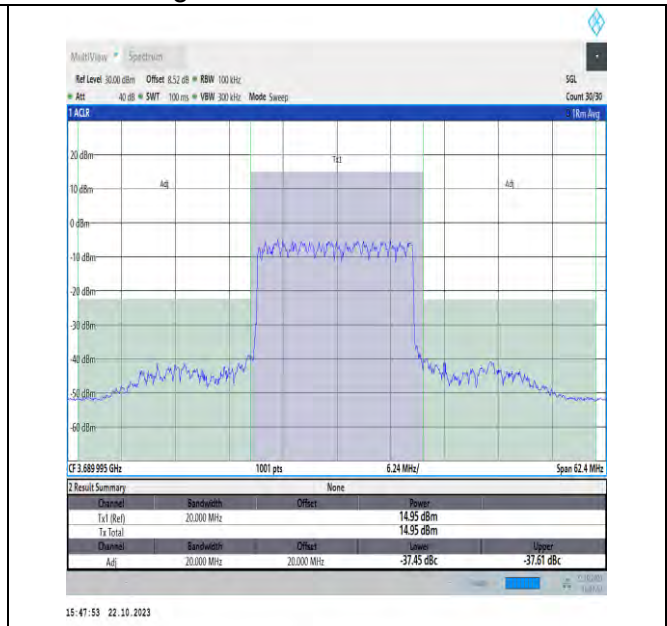 MultiView Spectrum
Ref Level 30.00 dBm Offset 8.52 dB RBW 100 kHz SGL
Att 40 dB SWT 100 ms VBW 300 kHz Mode Sweep Count 30/30
1 ACLR 1Rm Avg
20 dBm
Tx1
Adj Adj
10 dBm
0 dBm
-10 dBm
-20 dBm
-30 dBm
-40 dBm
-50 dBm
-60 dBm
CF 3.689 995 GHz 1001 pts 6.24 MHz/ Span 62.4 MHz
2 Result Summary None
Channel Bandwidth Offset Power
Tx1 (Ref) 20.000 MHz 14.95 dBm
Tx Total 14.95 dBm
Channel Bandwidth Offset Lower Upper
Adj 20.000 MHz 20.000 MHz -37.45 dBc -37.61 dBc
15:47:53 22.10.2023